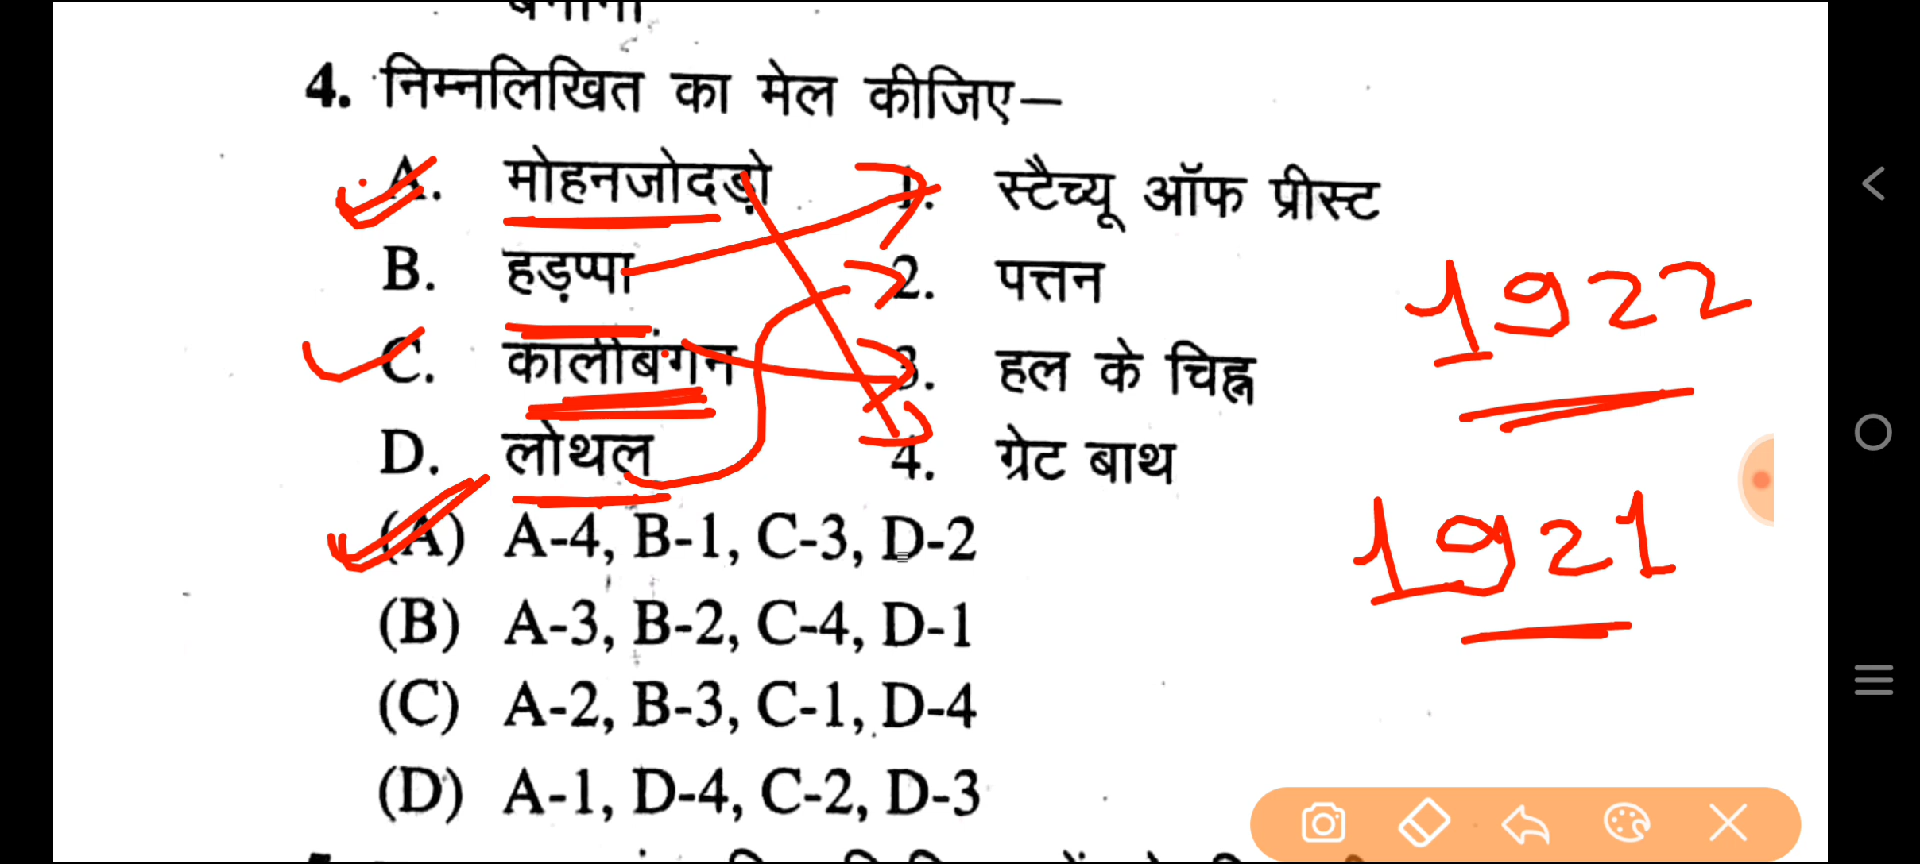 4. निम्नलिखित का मेल कीजिए—
A. मोहनजोदड़ो 1. स्टैच्यू ऑफ प्रीस्ट
B. हड़प्पा 2. पत्तन
C. कालीबंगन 3. हल के चिह्न
D. लोथल 4. ग्रेट बाथ
1922
(A) A-4, B-1, C-3, D-2
1921
(B) A-3, B-2, C-4, D-1
(C) A-2, B-3, C-1, D-4
(D) A-1, D-4, C-2, D-3